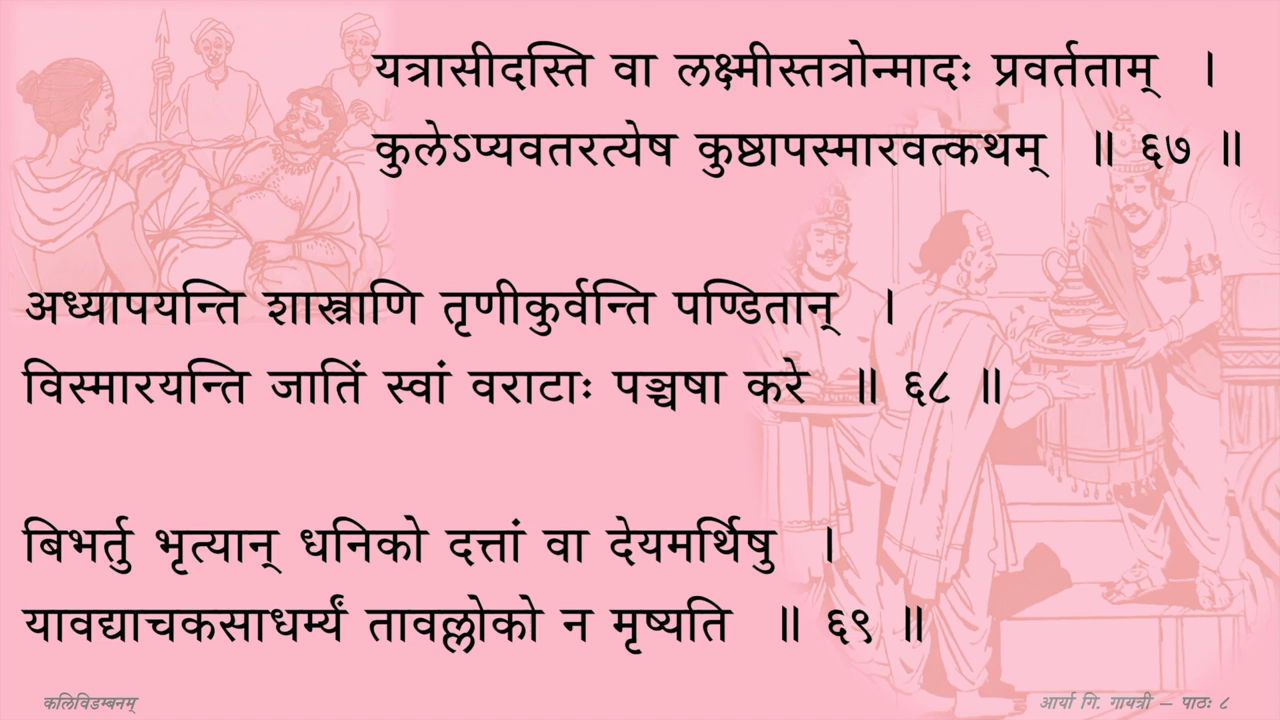 यत्रासीदस्ति वा लक्ष्मीस्तत्रोन्मादः प्रवर्तताम् ।
कुलेऽप्यवतरत्येष कुष्ठापस्मारवत्कथम् ॥ ६७ ॥
अध्यापयन्ति शास्त्राणि तृणीकुर्वन्ति पण्डितान् ।
विस्मारयन्ति जातिं स्वां वराटाः पञ्चषा करे ॥ ६८ ॥
बिभर्तु भृत्यान् धनिको दत्तां वा देयमर्थिषु ।
यावद्याचकसाधर्म्यं तावल्लोको न मृष्यति ॥ ६९ ॥
कलिविडम्बनम्
आर्या गि. गायत्री – पाठः ८